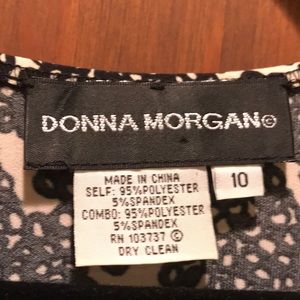 DONNA MORGAN©
MADE IN CHINA
SELF: 95%POLYESTER
5%SPANDEX
COMBO: 95%POLYESTER
5%SPANDEX
RN 103737 ©
DRY CLEAN
10